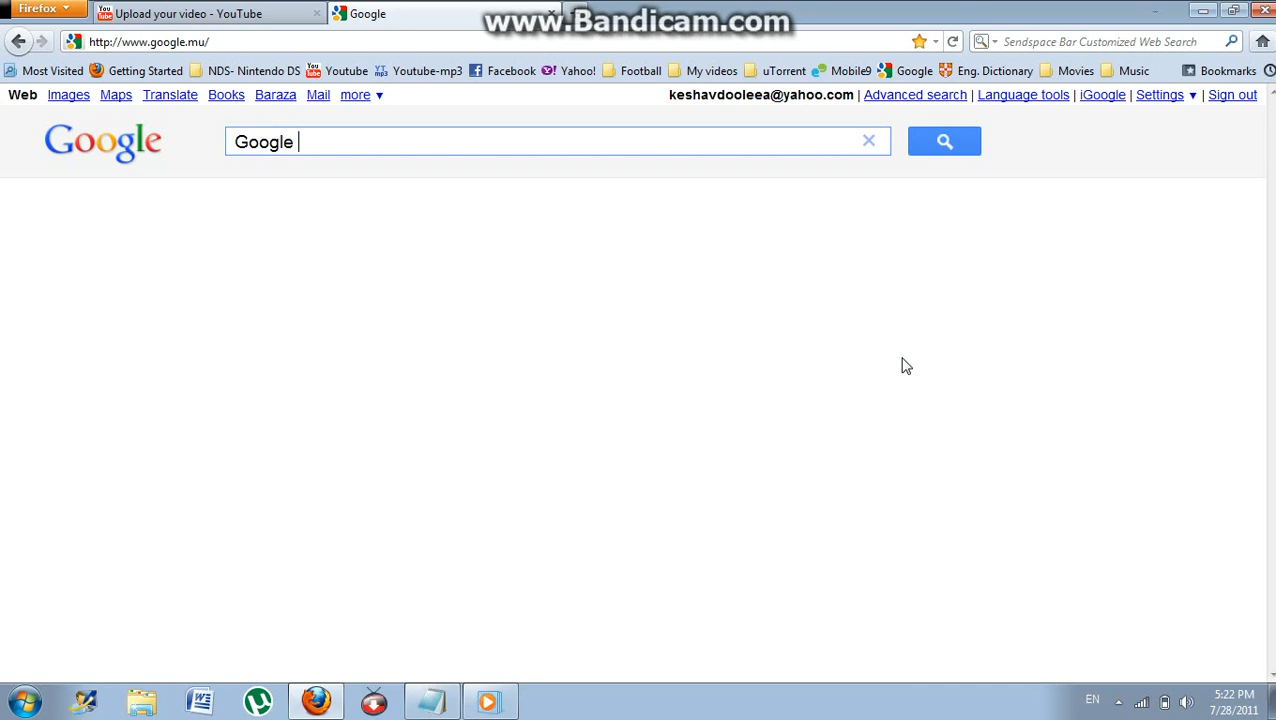 Firefox
Upload your video - YouTube
Google
www.Bandicam.com
http://www.google.mu/
Sendspace Bar Customized Web Search
Most Visited
Getting Started
NDS- Nintendo DS
Youtube
Youtube-mp3
Facebook
Yahoo!
Football
My videos
uTorrent
Mobile9
Google
Eng. Dictionary
Movies
Music
Bookmarks
Web Images Maps Translate Books Baraza Mail more ▼
keshavdooleea@yahoo.com | Advanced search | Language tools | iGoogle | Settings ▼ | Sign out
Google
Google
EN
5:22 PM
7/28/2011